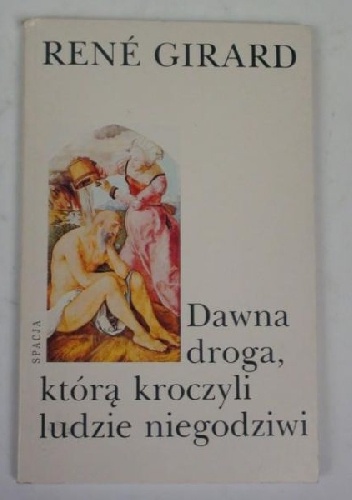 RENÉ GIRARD
SPACJA
Dawna
droga,
którą kroczyli
ludzie niegodziwi